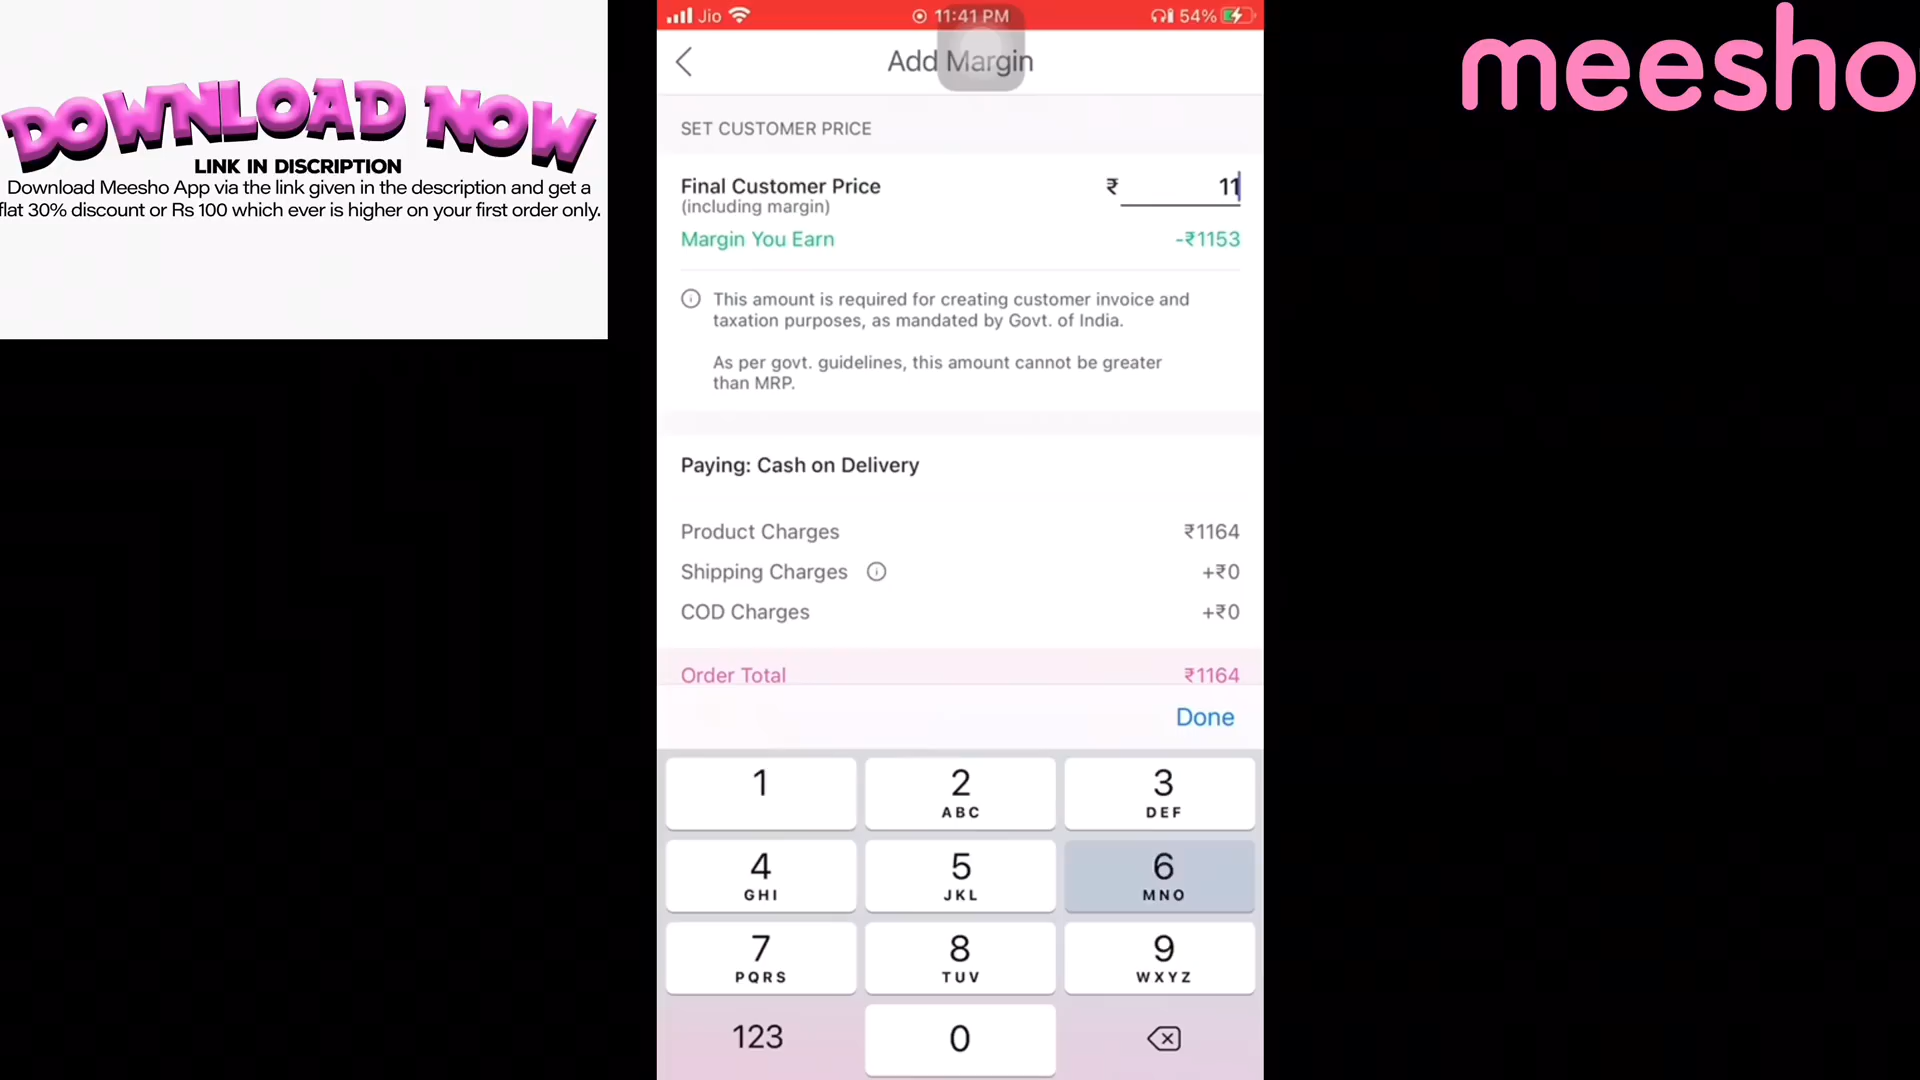 DOWNLOAD NOW
LINK IN DISCRIPTION
Download Meesho App via the link given in the description and get a
flat 30% discount or Rs 100 which ever is higher on your first order only.
Jio 11:41 PM 54%
Add Margin
meesho
SET CUSTOMER PRICE
Final Customer Price ₹ 11
(including margin)
Margin You Earn -₹1153
This amount is required for creating customer invoice and
taxation purposes, as mandated by Govt. of India.
As per govt. guidelines, this amount cannot be greater
than MRP.
Paying: Cash on Delivery
Product Charges ₹1164
Shipping Charges +₹0
COD Charges +₹0
Order Total ₹1164
Done
1 2 3
ABC DEF
4 5 6
GHI JKL MNO
7 8 9
PQRS TUV WXYZ
123 0